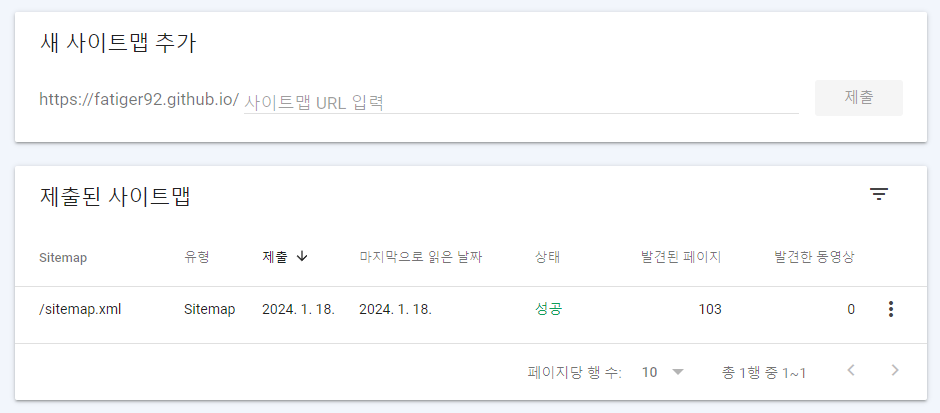 새 사이트맵 추가
https://fatiger92.github.io/ 사이트맵 URL 입력 제출
제출된 사이트맵
Sitemap 유형 제출 마지막으로 읽은 날짜 상태 발견된 페이지 발견한 동영상
/sitemap.xml Sitemap 2024. 1. 18. 2024. 1. 18. 성공 103 0
페이지당 행 수: 10 총 1행 중 1~1